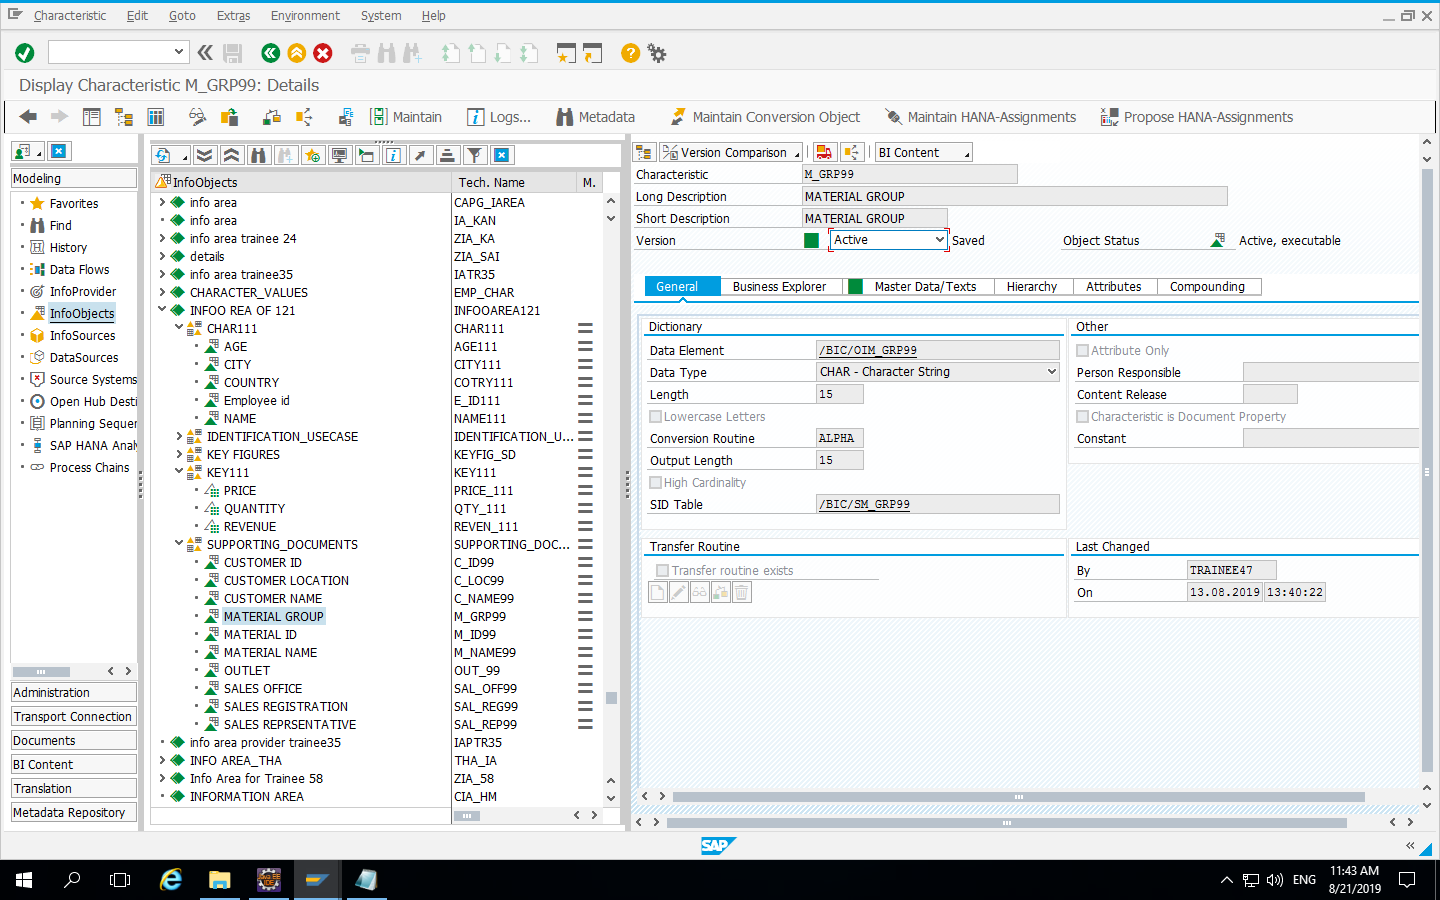 Characteristic Edit Goto Extras Environment System Help
Display Characteristic M_GRP99: Details
Maintain Logs... Metadata Maintain Conversion Object Maintain HANA-Assignments Propose HANA-Assignments
Modeling
Favorites
Find
History
Data Flows
InfoProvider
InfoObjects
InfoSources
DataSources
Source Systems
Open Hub Desti
Planning Sequer
SAP HANA Anal
Process Chains
Administration
Transport Connection
Documents
BI Content
Translation
Metadata Repository
InfoObjects Tech. Name M.
info area CAPG_IAREA
info area IA_KAN
info area trainee 24 ZIA_KA
details ZIA_SAI
info area trainee35 IATR35
CHARACTER_VALUES EMP_CHAR
INFOO REA OF 121 INFOOAREA121
CHAR111 CHAR111
AGE AGE111
CITY CITY111
COUNTRY COTRY111
Employee id E_ID111
NAME NAME111
IDENTIFICATION_USECASE IDENTIFICATION_U...
KEY FIGURES KEYFIG_SD
KEY111 KEY111
PRICE PRICE_111
QUANTITY QTY_111
REVENUE REVEN_111
SUPPORTING_DOCUMENTS SUPPORTING_DOC...
CUSTOMER ID C_ID99
CUSTOMER LOCATION C_LOC99
CUSTOMER NAME C_NAME99
MATERIAL GROUP M_GRP99
MATERIAL ID M_ID99
MATERIAL NAME M_NAME99
OUTLET OUT_99
SALES OFFICE SAL_OFF99
SALES REGISTRATION SAL_REG99
SALES REPRSENTATIVE SAL_REP99
info area provider trainee35 IAPTR35
INFO AREA_THA THA_IA
Info Area for Trainee 58 ZIA_58
INFORMATION AREA CIA_HM
Version Comparison BI Content
Characteristic M_GRP99
Long Description MATERIAL GROUP
Short Description MATERIAL GROUP
Version Active Saved Object Status Active, executable
General Business Explorer Master Data/Texts Hierarchy Attributes Compounding
Dictionary
Data Element /BIC/OIM_GRP99
Data Type CHAR - Character String
Length 15
Lowercase Letters
Conversion Routine ALPHA
Output Length 15
High Cardinality
SID Table /BIC/SM_GRP99
Other
Attribute Only
Person Responsible
Content Release
Characteristic is Document Property
Constant
Transfer Routine
Transfer routine exists
Last Changed
By TRAINEE47
On 13.08.2019 13:40:22
SAP
ENG
11:43 AM
8/21/2019